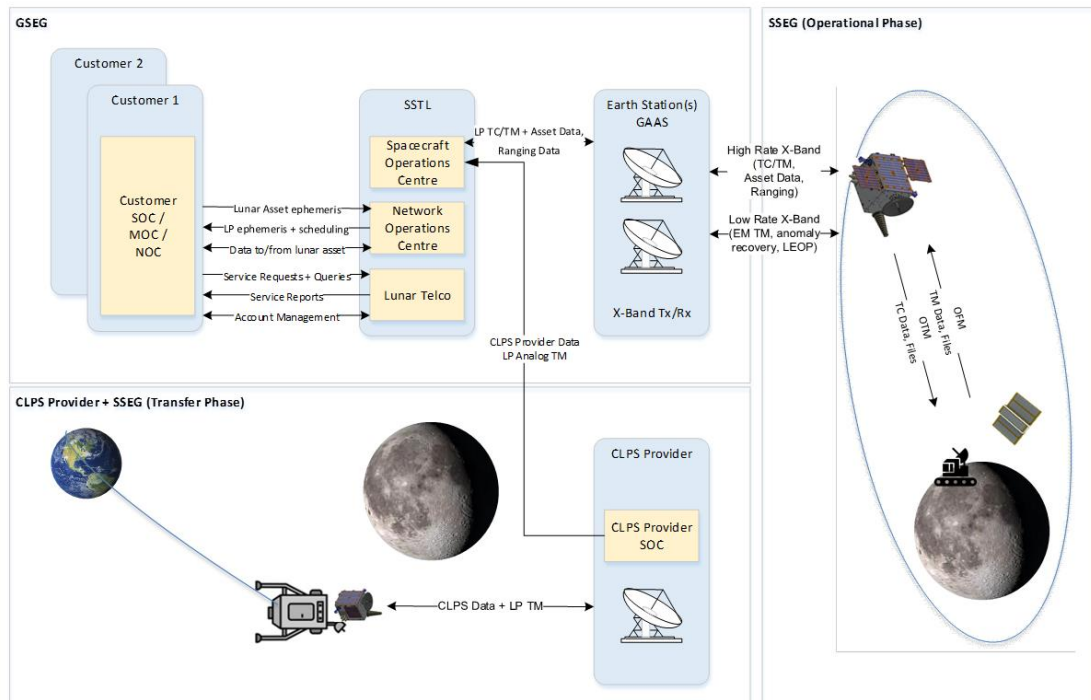 GSEG
Customer 2
Customer 1
Customer
SOC /
MOC /
NOC
Lunar Asset ephemeris
LP ephemeris + scheduling
Data to/from lunar asset
Service Requests + Queries
Service Reports
Account Management
SSTL
Spacecraft
Operations
Centre
Network
Operations
Centre
Lunar Telco
LP TC/TM + Asset Data,
Ranging Data
Earth Station(s)
GAAS
X-Band Tx/Rx
High Rate X-Band
(TC/TM,
Asset Data,
Ranging)
Low Rate X-Band
(EM TM, anomaly
recovery, LEOP)
CLPS Provider Data
LP Analog TM
SSEG (Operational Phase)
OFM
TM Data, Files
OTM
TC Data, Files
CLPS Provider + SSEG (Transfer Phase)
CLPS Provider
CLPS Provider
SOC
CLPS Data + LP TM